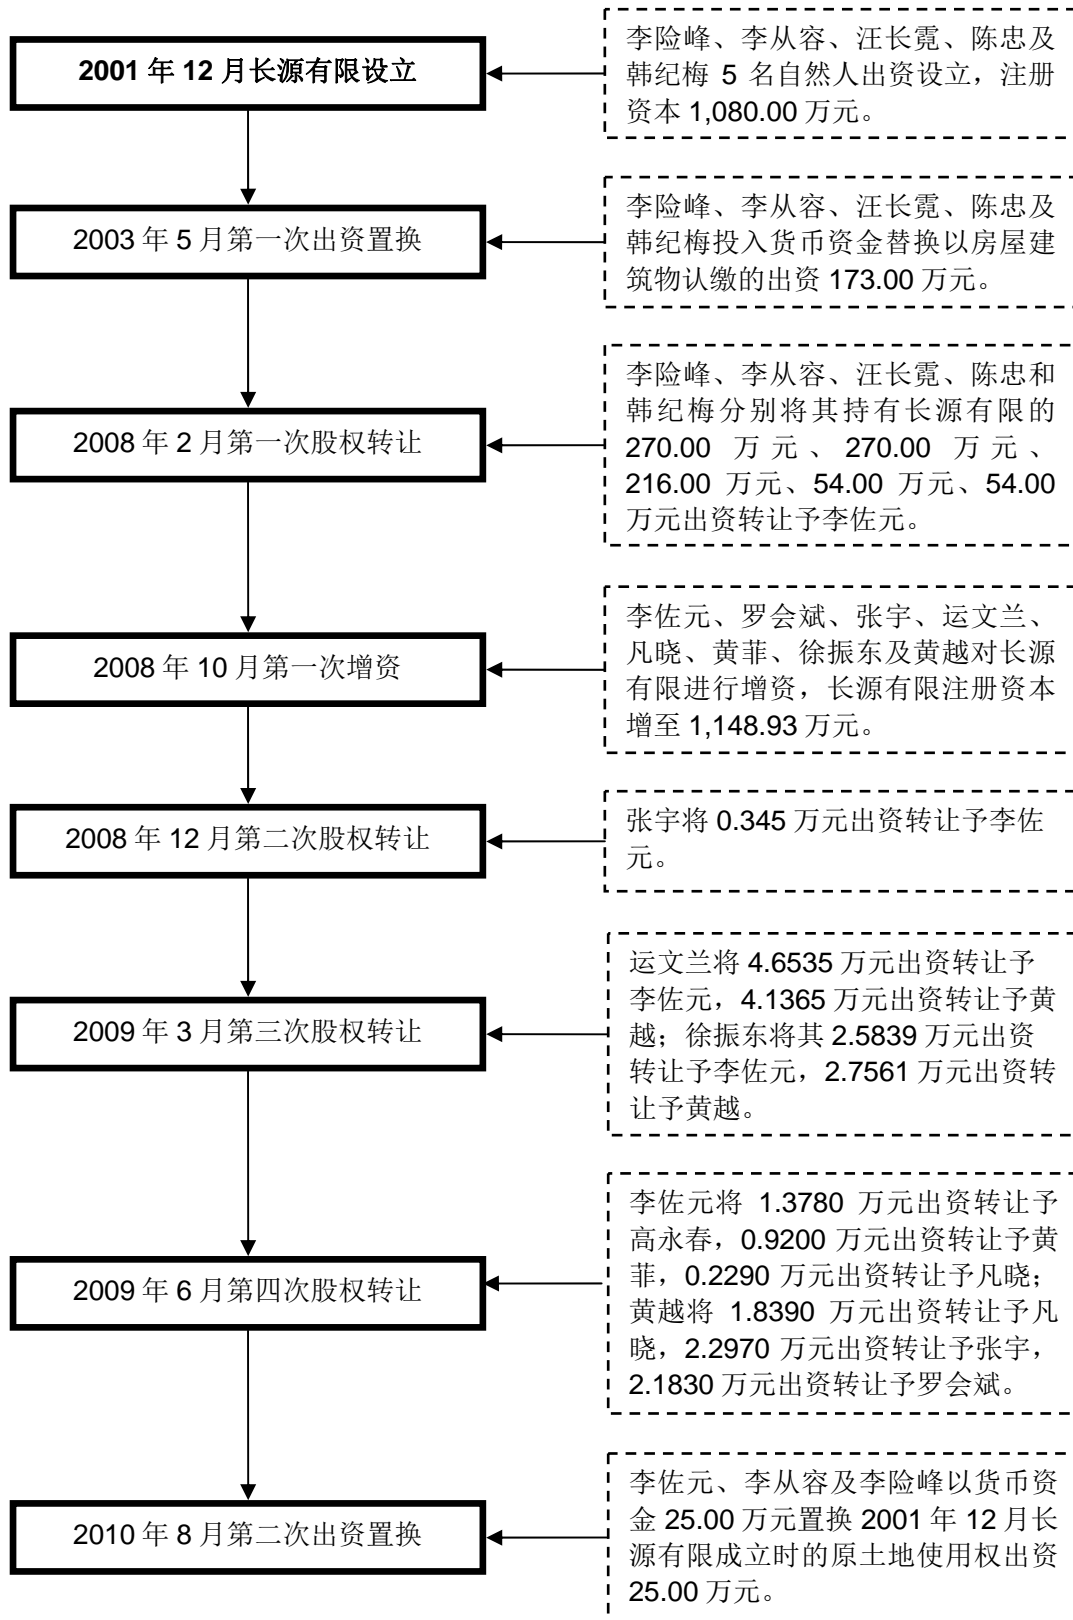 2001 年 12 月长源有限设立
李险峰、李从容、汪长霓、陈忠及
韩纪梅 5 名自然人出资设立，注册
资本 1,080.00 万元。
2003 年 5 月第一次出资置换
李险峰、李从容、汪长霓、陈忠及
韩纪梅投入货币资金替换以房屋建
筑物认缴的出资 173.00 万元。
2008 年 2 月第一次股权转让
李险峰、李从容、汪长霓、陈忠和
韩纪梅分别将其持有长源有限的
270.00 万元、270.00 万元、
216.00 万元、54.00 万元、54.00
万元出资转让予李佐元。
2008 年 10 月第一次增资
李佐元、罗会斌、张宇、运文兰、
凡晓、黄菲、徐振东及黄越对长源
有限进行增资，长源有限注册资本
增至 1,148.93 万元。
2008 年 12 月第二次股权转让
张宇将 0.345 万元出资转让予李佐
元。
2009 年 3 月第三次股权转让
运文兰将 4.6535 万元出资转让予
李佐元，4.1365 万元出资转让予黄
越；徐振东将其 2.5839 万元出资
转让予李佐元，2.7561 万元出资转
让予黄越。
2009 年 6 月第四次股权转让
李佐元将 1.3780 万元出资转让予
高永春，0.9200 万元出资转让予黄
菲，0.2290 万元出资转让予凡晓；
黄越将 1.8390 万元出资转让予凡
晓，2.2970 万元出资转让予张宇，
2.1830 万元出资转让予罗会斌。
2010 年 8 月第二次出资置换
李佐元、李从容及李险峰以货币资
金 25.00 万元置换 2001 年 12 月长
源有限成立时的原土地使用权出资
25.00 万元。